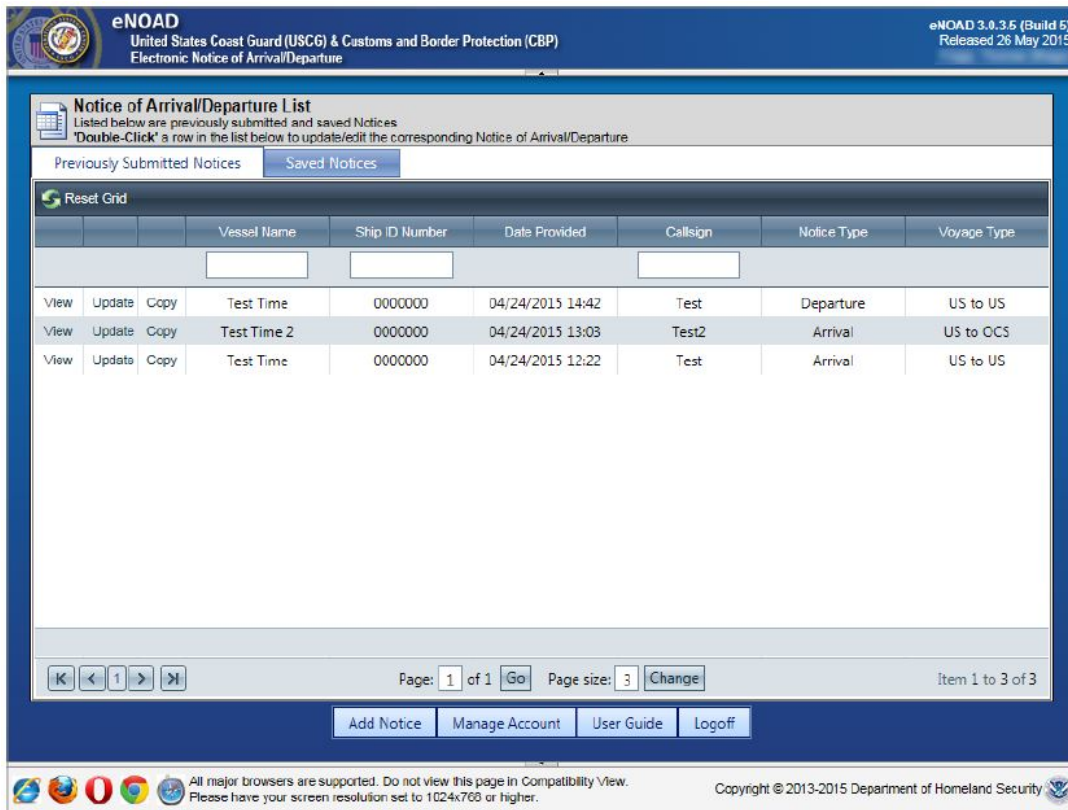 eNOAD
United States Coast Guard (USCG) & Customs and Border Protection (CBP)
Electronic Notice of Arrival/Departure
eNOAD 3.0.3.5 (Build 5)
Released 26 May 2015
Notice of Arrival/Departure List
Listed below are previously submitted and saved Notices
'Double-Click' a row in the list below to update/edit the corresponding Notice of Arrival/Departure
Previously Submitted Notices Saved Notices
Reset Grid
Vessel Name Ship ID Number Date Provided Callsign Notice Type Voyage Type
View Update Copy Test Time 0000000 04/24/2015 14:42 Test Departure US to US
View Update Copy Test Time 2 0000000 04/24/2015 13:03 Test2 Arrival US to OCS
View Update Copy Test Time 0000000 04/24/2015 12:22 Test Arrival US to US
1 Page: 1 of 1 Go Page size: 3 Change Item 1 to 3 of 3
Add Notice Manage Account User Guide Logoff
All major browsers are supported. Do not view this page in Compatibility View.
Please have your screen resolution set to 1024x768 or higher.
Copyright © 2013-2015 Department of Homeland Security